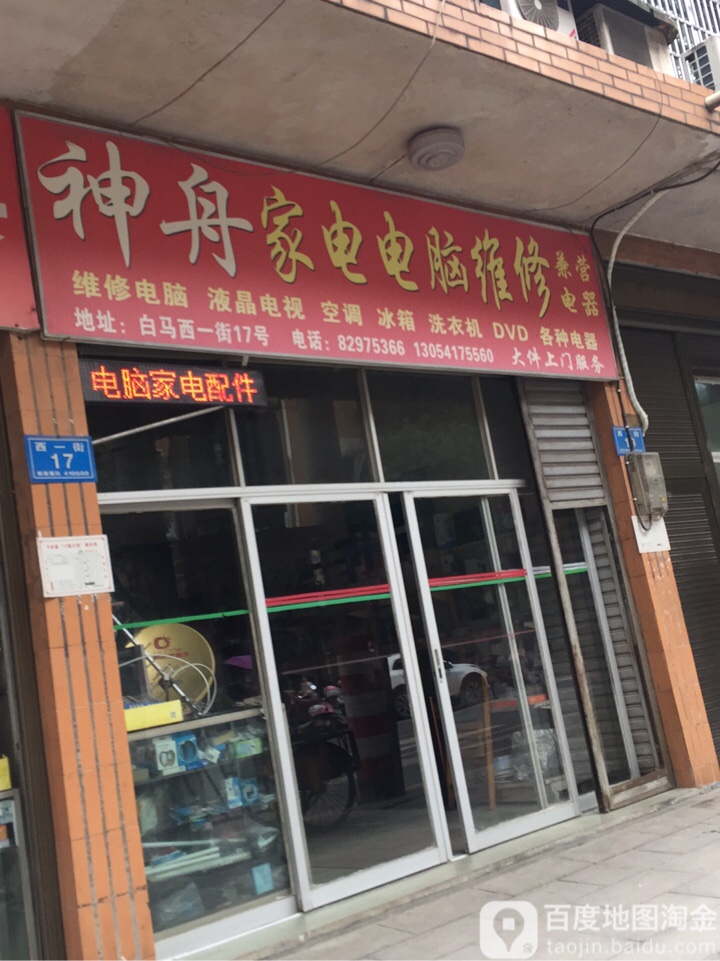 神舟家电电脑维修 兼营电器
维修电脑 液晶电视 空调 冰箱 洗衣机 DVD 各种电器
地址：白马西一街17号 电话：82975366 13054175560 大件上门服务
电脑家电配件
西一街
17
百度地图淘金
taojin.baidu.com